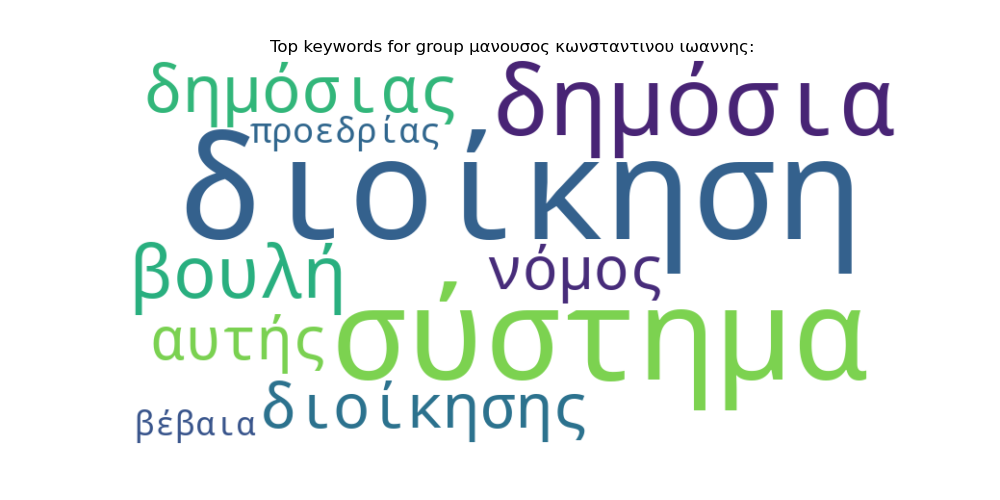 Top keywords for group μανουσος κωνσταντινου ιωαννης:
δημόσιας
δημόσια
προεδρίας
διοίκηση
βουλή
νόμος
αυτής
σύστημα
βέβαια
διοίκησης